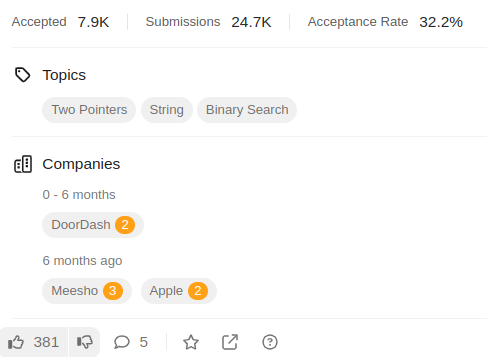 Accepted 7.9K Submissions 24.7K Acceptance Rate 32.2%
Topics
Two Pointers String Binary Search
Companies
0 - 6 months
DoorDash 2
6 months ago
Meesho 3 Apple 2
381 5